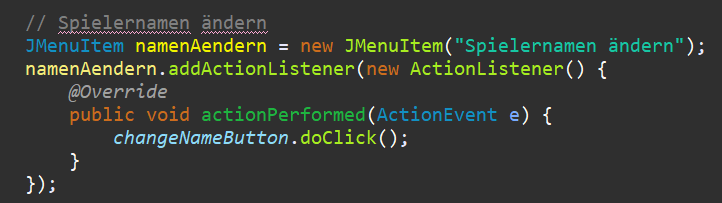 // Spielernamen ändern
JMenuItem namenAendern = new JMenuItem("Spielernamen ändern");
namenAendern.addActionListener(new ActionListener() {
    @Override
    public void actionPerformed(ActionEvent e) {
        changeNameButton.doClick();
    }
});